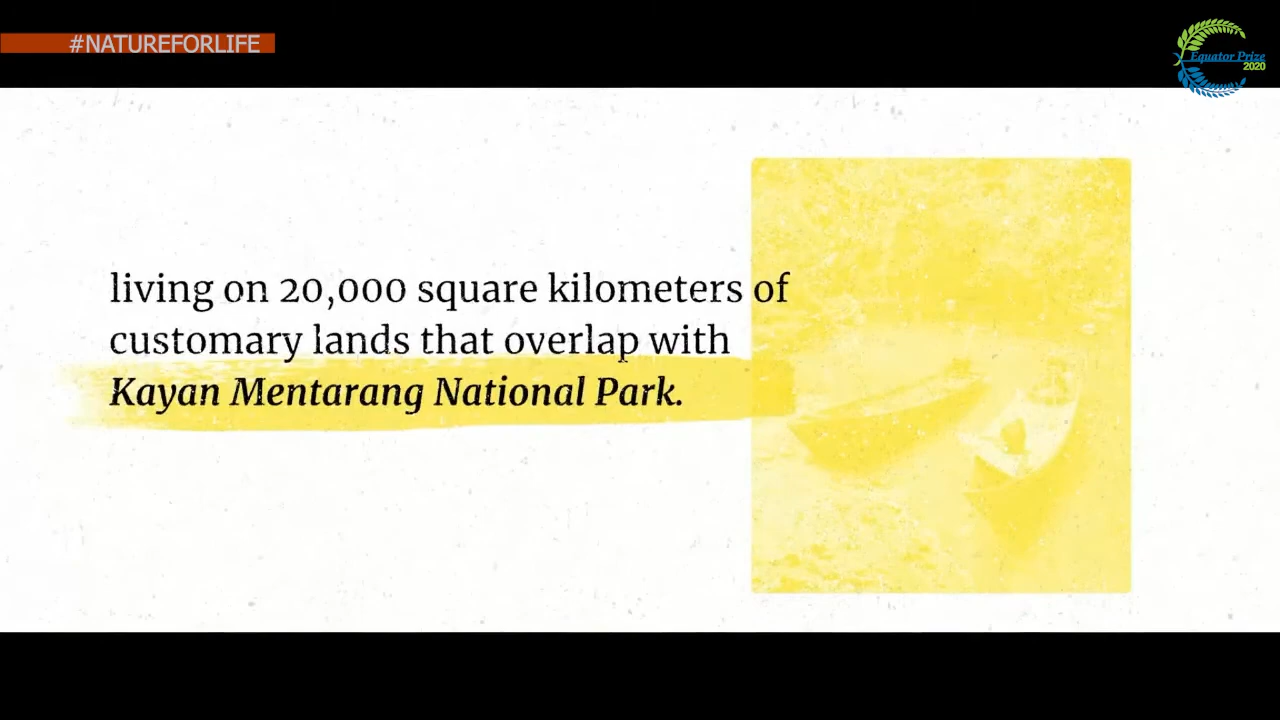 #NATUREFORLIFE
Equator Prize
2020
living on 20,000 square kilometers of
customary lands that overlap with
Kayan Mentarang National Park.